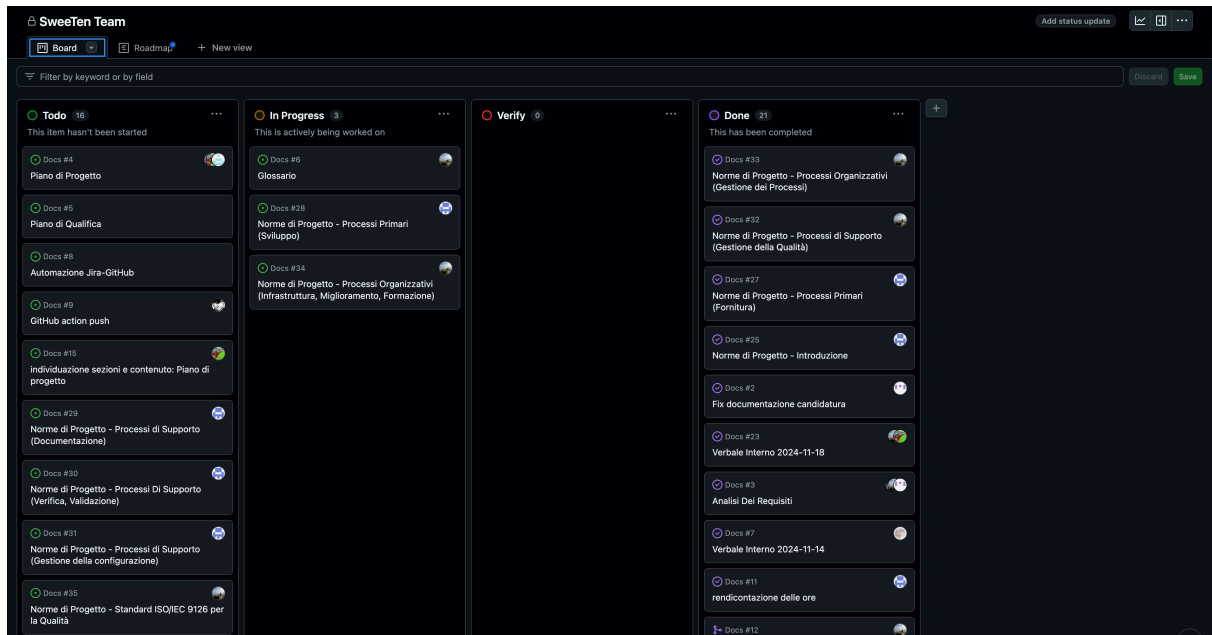 SweeTen Team
Add status update
Board
Roadmap
New view
Filter by keyword or by field
Discard
Save
Todo 16
This item hasn't been started
Docs #4
Piano di Progetto
Docs #5
Piano di Qualifica
Docs #8
Automazione Jira-GitHub
Docs #9
GitHub action push
Docs #15
individuazione sezioni e contenuto: Piano di
progetto
Docs #29
Norme di Progetto - Processi di Supporto
(Documentazione)
Docs #30
Norme di Progetto - Processi Di Supporto
(Verifica, Validazione)
Docs #31
Norme di Progetto - Processi di Supporto
(Gestione della configurazione)
Docs #35
Norme di Progetto - Standard ISO/IEC 9126 per
la Qualità
In Progress 3
This is actively being worked on
Docs #6
Glossario
Docs #28
Norme di Progetto - Processi Primari
(Sviluppo)
Docs #34
Norme di Progetto - Processi Organizzativi
(Infrastruttura, Miglioramento, Formazione)
Verify 0
Done 21
This has been completed
Docs #33
Norme di Progetto - Processi Organizzativi
(Gestione dei Processi)
Docs #32
Norme di Progetto - Processi di Supporto
(Gestione della Qualità)
Docs #27
Norme di Progetto - Processi Primari
(Fornitura)
Docs #25
Norme di Progetto - Introduzione
Docs #2
Fix documentazione candidatura
Docs #23
Verbale Interno 2024-11-18
Docs #3
Analisi Dei Requisiti
Docs #7
Verbale Interno 2024-11-14
Docs #11
rendicontazione delle ore
Docs #12